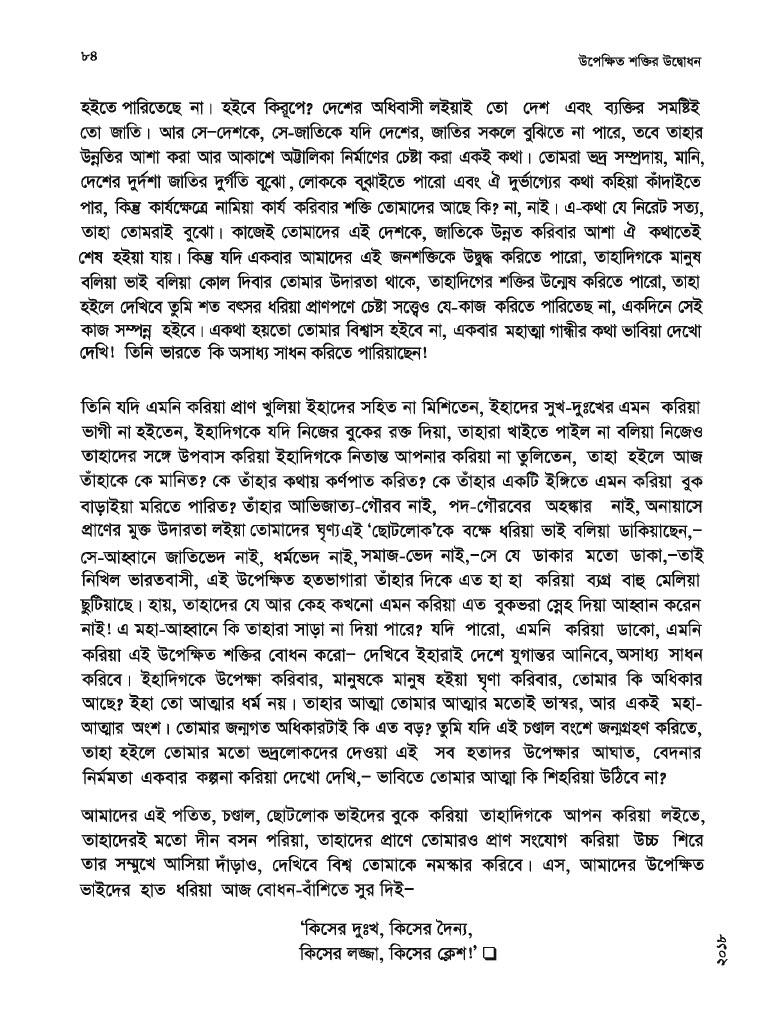 ৮৪
উপেক্ষিত শক্তির উদ্বোধন
হইতে পারিতেছে না। হইবে কিরূপে? দেশের অধিবাসী লইয়াই তো দেশ এবং ব্যক্তির সমষ্টিই
তো জাতি। আর সে-দেশকে, সে-জাতিকে যদি দেশের, জাতির সকলে বুঝিতে না পারে, তবে তাহার
উন্নতির আশা করা আর আকাশে অট্টালিকা নির্মাণের চেষ্টা করা একই কথা। তোমরা ভদ্র সম্প্রদায়, মানি,
দেশের দুর্দশা জাতির দুর্গতি বুঝো, লোককে বুঝাইতে পারো এবং ঐ দুর্ভাগ্যের কথা কহিয়া কাঁদাইতে
পার, কিন্তু কার্যক্ষেত্রে নামিয়া কার্য করিবার শক্তি তোমাদের আছে কি? না, নাই। এ-কথা যে নিরেট সত্য,
তাহা তোমরাই বুঝো। কাজেই তোমাদের এই দেশকে, জাতিকে উন্নত করিবার আশা ঐ কথাতেই
শেষ হইয়া যায়। কিন্তু যদি একবার আমাদের এই জনশক্তিকে উদ্বুদ্ধ করিতে পারো, তাহাদিগকে মানুষ
বলিয়া ভাই বলিয়া কোল দিবার তোমার উদারতা থাকে, তাহাদিগের শক্তির উন্মেষ করিতে পারো, তাহা
হইলে দেখিবে তুমি শত বৎসর ধরিয়া প্রাণপণে চেষ্টা সত্ত্বেও যে-কাজ করিতে পারিতেছ না, একদিনে সেই
কাজ সম্পন্ন হইবে। একথা হয়তো তোমার বিশ্বাস হইবে না, একবার মহাত্মা গান্ধীর কথা ভাবিয়া দেখো
দেখি! তিনি ভারতে কি অসাধ্য সাধন করিতে পারিয়াছেন!
তিনি যদি এমনি করিয়া প্রাণ খুলিয়া ইহাদের সহিত না মিশিতেন, ইহাদের সুখ-দুঃখের এমন করিয়া
ভাগী না হইতেন, ইহাদিগকে যদি নিজের বুকের রক্ত দিয়া, তাহারা খাইতে পাইল না বলিয়া নিজেও
তাহাদের সঙ্গে উপবাস করিয়া ইহাদিগকে নিতান্ত আপনার করিয়া না তুলিতেন, তাহা হইলে আজ
তাঁহাকে কে মানিত? কে তাঁহার কথায় কর্ণপাত করিত? কে তাঁহার একটি ইঙ্গিতে এমন করিয়া বুক
বাড়াইয়া মরিতে পারিত? তাঁহার আভিজাত্য-গৌরব নাই, পদ-গৌরবের অহঙ্কার নাই, অনায়াসে
প্রাণের মুক্ত উদারতা লইয়া তোমাদের ঘৃণ্য এই ‘ছোটলোক’কে বক্ষে ধরিয়া ভাই বলিয়া ডাকিয়াছেন,–
সে-আহ্বানে জাতিভেদ নাই, ধর্মভেদ নাই, সমাজ-ভেদ নাই,–সে যে ডাকার মতো ডাকা,–তাই
নিখিল ভারতবাসী, এই উপেক্ষিত হতভাগারা তাঁহার দিকে এত হা হা করিয়া ব্যগ্র বাহু মেলিয়া
ছুটিয়াছে। হায়, তাহাদের যে আর কেহ কখনো এমন করিয়া এত বুকভরা স্নেহ দিয়া আহ্বান করেন
নাই! এ মহা-আহ্বানে কি তাহারা সাড়া না দিয়া পারে? যদি পারো, এমনি করিয়া ডাকো, এমনি
করিয়া এই উপেক্ষিত শক্তির বোধন করো– দেখিবে ইহারাই দেশে যুগান্তর আনিবে, অসাধ্য সাধন
করিবে। ইহাদিগকে উপেক্ষা করিবার, মানুষকে মানুষ হইয়া ঘৃণা করিবার, তোমার কি অধিকার
আছে? ইহা তো আত্মার ধর্ম নয়। তাহার আত্মা তোমার আত্মার মতোই ভাস্বর, আর একই মহা-
আত্মার অংশ। তোমার জন্মগত অধিকারটাই কি এত বড়? তুমি যদি এই চণ্ডাল বংশে জন্মগ্রহণ করিতে,
তাহা হইলে তোমার মতো ভদ্রলোকদের দেওয়া এই সব হতাদর উপেক্ষার আঘাত, বেদনার
নির্মমতা একবার কল্পনা করিয়া দেখো দেখি,– ভাবিতে তোমার আত্মা কি শিহরিয়া উঠিবে না?
আমাদের এই পতিত, চণ্ডাল, ছোটলোক ভাইদের বুকে করিয়া তাহাদিগকে আপন করিয়া লইতে,
তাহাদেরই মতো দীন বসন পরিয়া, তাহাদের প্রাণে তোমারও প্রাণ সংযোগ করিয়া উচ্চ শিরে
তার সম্মুখে আসিয়া দাঁড়াও, দেখিবে বিশ্ব তোমাকে নমস্কার করিবে। এস, আমাদের উপেক্ষিত
ভাইদের হাত ধরিয়া আজ বোধন-বাঁশিতে সুর দিই–
‘কিসের দুঃখ, কিসের দৈন্য,
কিসের লজ্জা, কিসের ক্লেশ!’ ❑
২০১৮